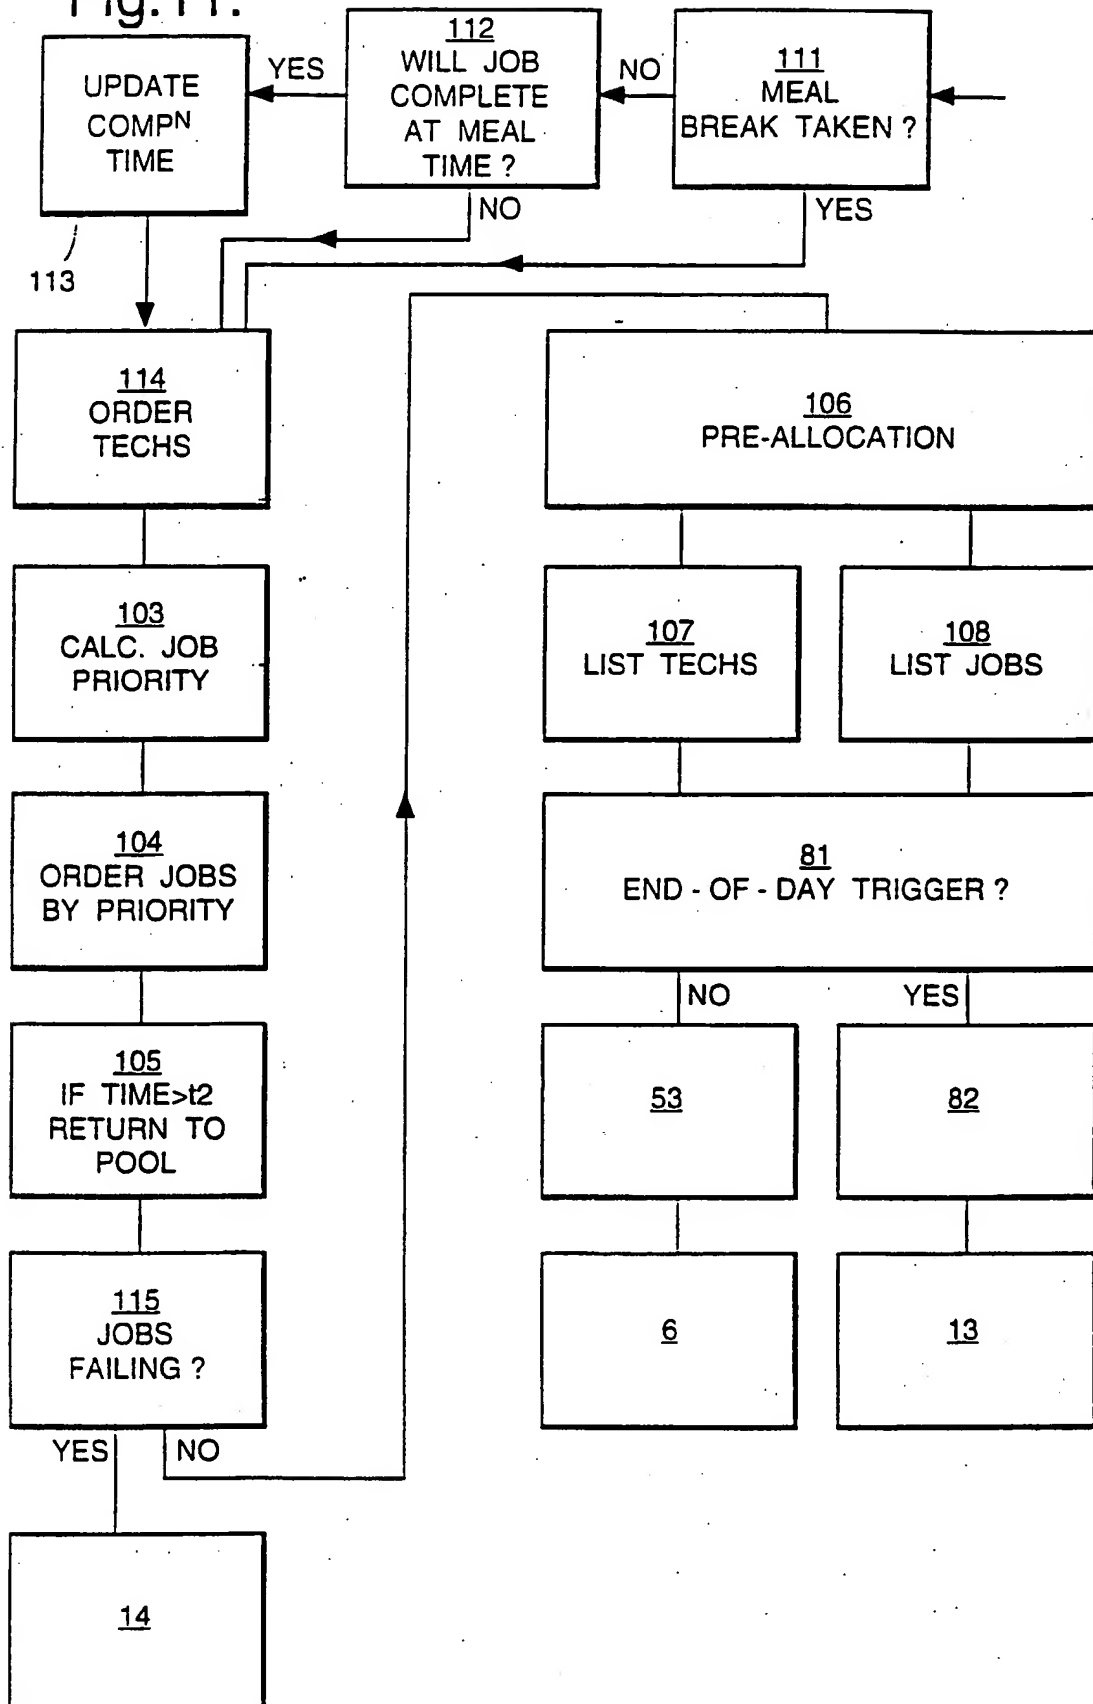 Fig.11.
UPDATE
COMPᴺ
TIME
113
YES
112
WILL JOB
COMPLETE
AT MEAL
TIME ?
NO
NO
111
MEAL
BREAK TAKEN ?
YES
114
ORDER
TECHS
103
CALC. JOB
PRIORITY
104
ORDER JOBS
BY PRIORITY
105
IF TIME>t2
RETURN TO
POOL
115
JOBS
FAILING ?
YES
NO
14
106
PRE-ALLOCATION
107
LIST TECHS
108
LIST JOBS
81
END - OF - DAY TRIGGER ?
NO
YES
53
82
6
13